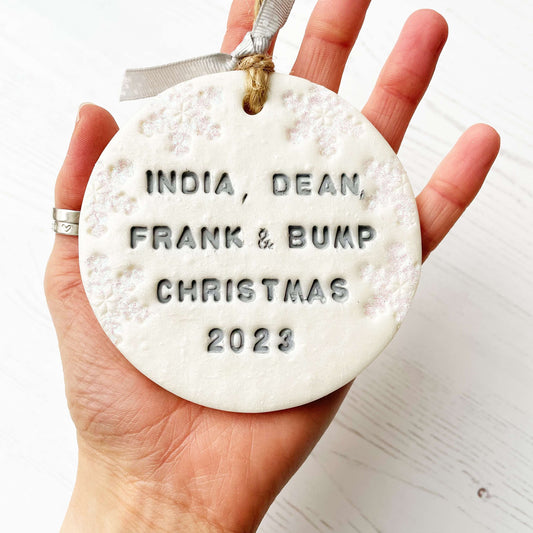 INDIA, DEAN,
FRANK & BUMP
CHRISTMAS
2023